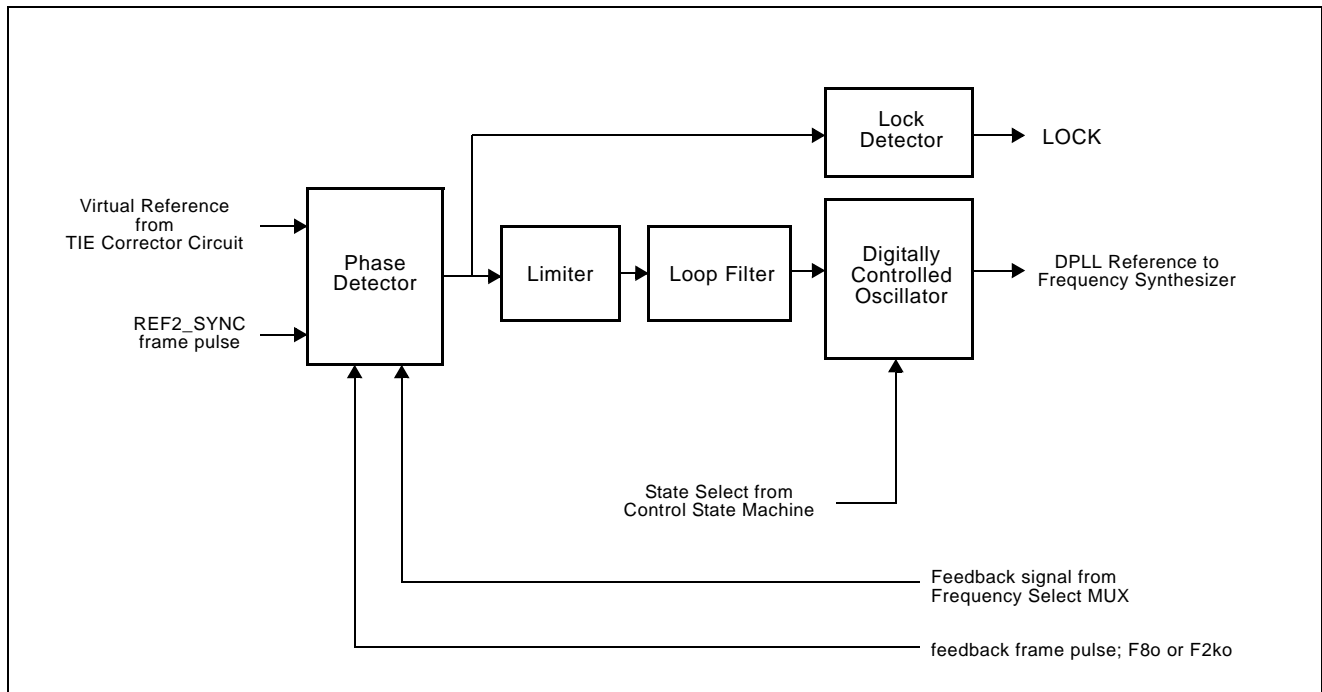 Lock
Detector
LOCK
Virtual Reference
from
TIE Corrector Circuit
Phase
Detector
Limiter
Loop Filter
Digitally
Controlled
Oscillator
DPLL Reference to
Frequency Synthesizer
REF2_SYNC
frame pulse
State Select from
Control State Machine
Feedback signal from
Frequency Select MUX
feedback frame pulse; F8o or F2ko